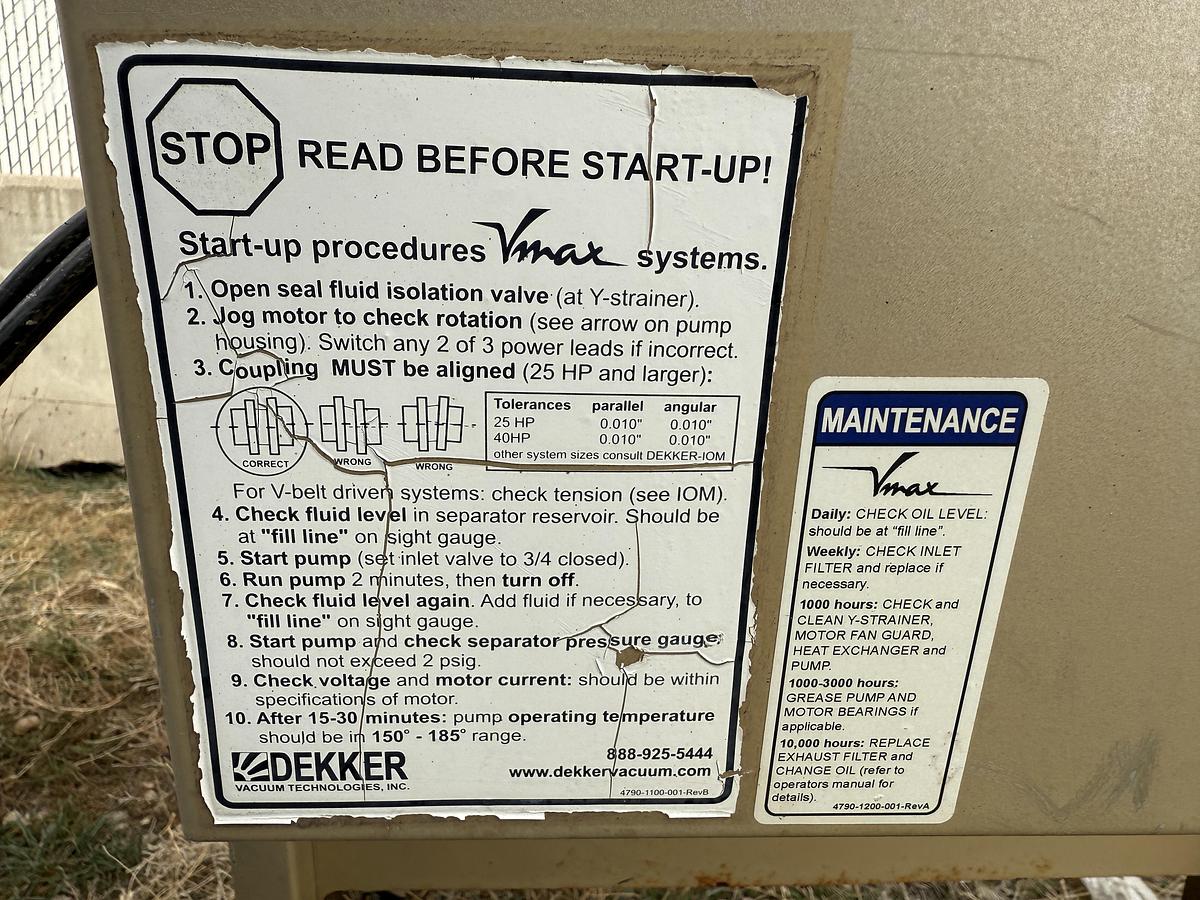 STOP READ BEFORE START-UP!
Start-up procedures Vmax systems.
1. Open seal fluid isolation valve (at Y-strainer).
2. Jog motor to check rotation (see arrow on pump
housing). Switch any 2 of 3 power leads if incorrect.
3. Coupling MUST be aligned (25 HP and larger):
CORRECT
WRONG
WRONG
Tolerances parallel angular
25 HP 0.010" 0.010"
40HP 0.010" 0.010"
other system sizes consult DEKKER-IOM
For V-belt driven systems: check tension (see IOM).
4. Check fluid level in separator reservoir. Should be
at "fill line" on sight gauge.
5. Start pump (set inlet valve to 3/4 closed).
6. Run pump 2 minutes, then turn off.
7. Check fluid level again. Add fluid if necessary, to
"fill line" on sight gauge.
8. Start pump and check separator pressure gauge;
should not exceed 2 psig.
9. Check voltage and motor current: should be within
specifications of motor.
10. After 15-30 minutes: pump operating temperature
should be in 150° - 185° range.
DEKKER
VACUUM TECHNOLOGIES, INC.
888-925-5444
www.dekkervacuum.com
4790-1100-001-RevB
MAINTENANCE
Vmax
Daily: CHECK OIL LEVEL:
should be at "fill line".
Weekly: CHECK INLET
FILTER and replace if
necessary.
1000 hours: CHECK and
CLEAN Y-STRAINER,
MOTOR FAN GUARD,
HEAT EXCHANGER and
PUMP.
1000-3000 hours:
GREASE PUMP AND
MOTOR BEARINGS if
applicable.
10,000 hours: REPLACE
EXHAUST FILTER and
CHANGE OIL (refer to
operators manual for
details).
4790-1200-001-RevA